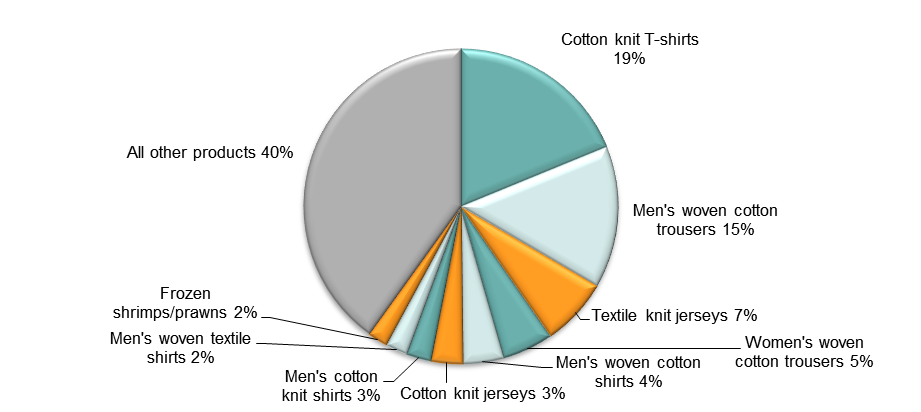 Cotton knit T-shirts
19%
All other products 40%
Men's woven cotton
trousers 15%
Textile knit jerseys 7%
Women's woven
cotton trousers 5%
Men's woven cotton
shirts 4%
Cotton knit jerseys 3%
Men's cotton
knit shirts 3%
Men's woven textile
shirts 2%
Frozen
shrimps/prawns 2%